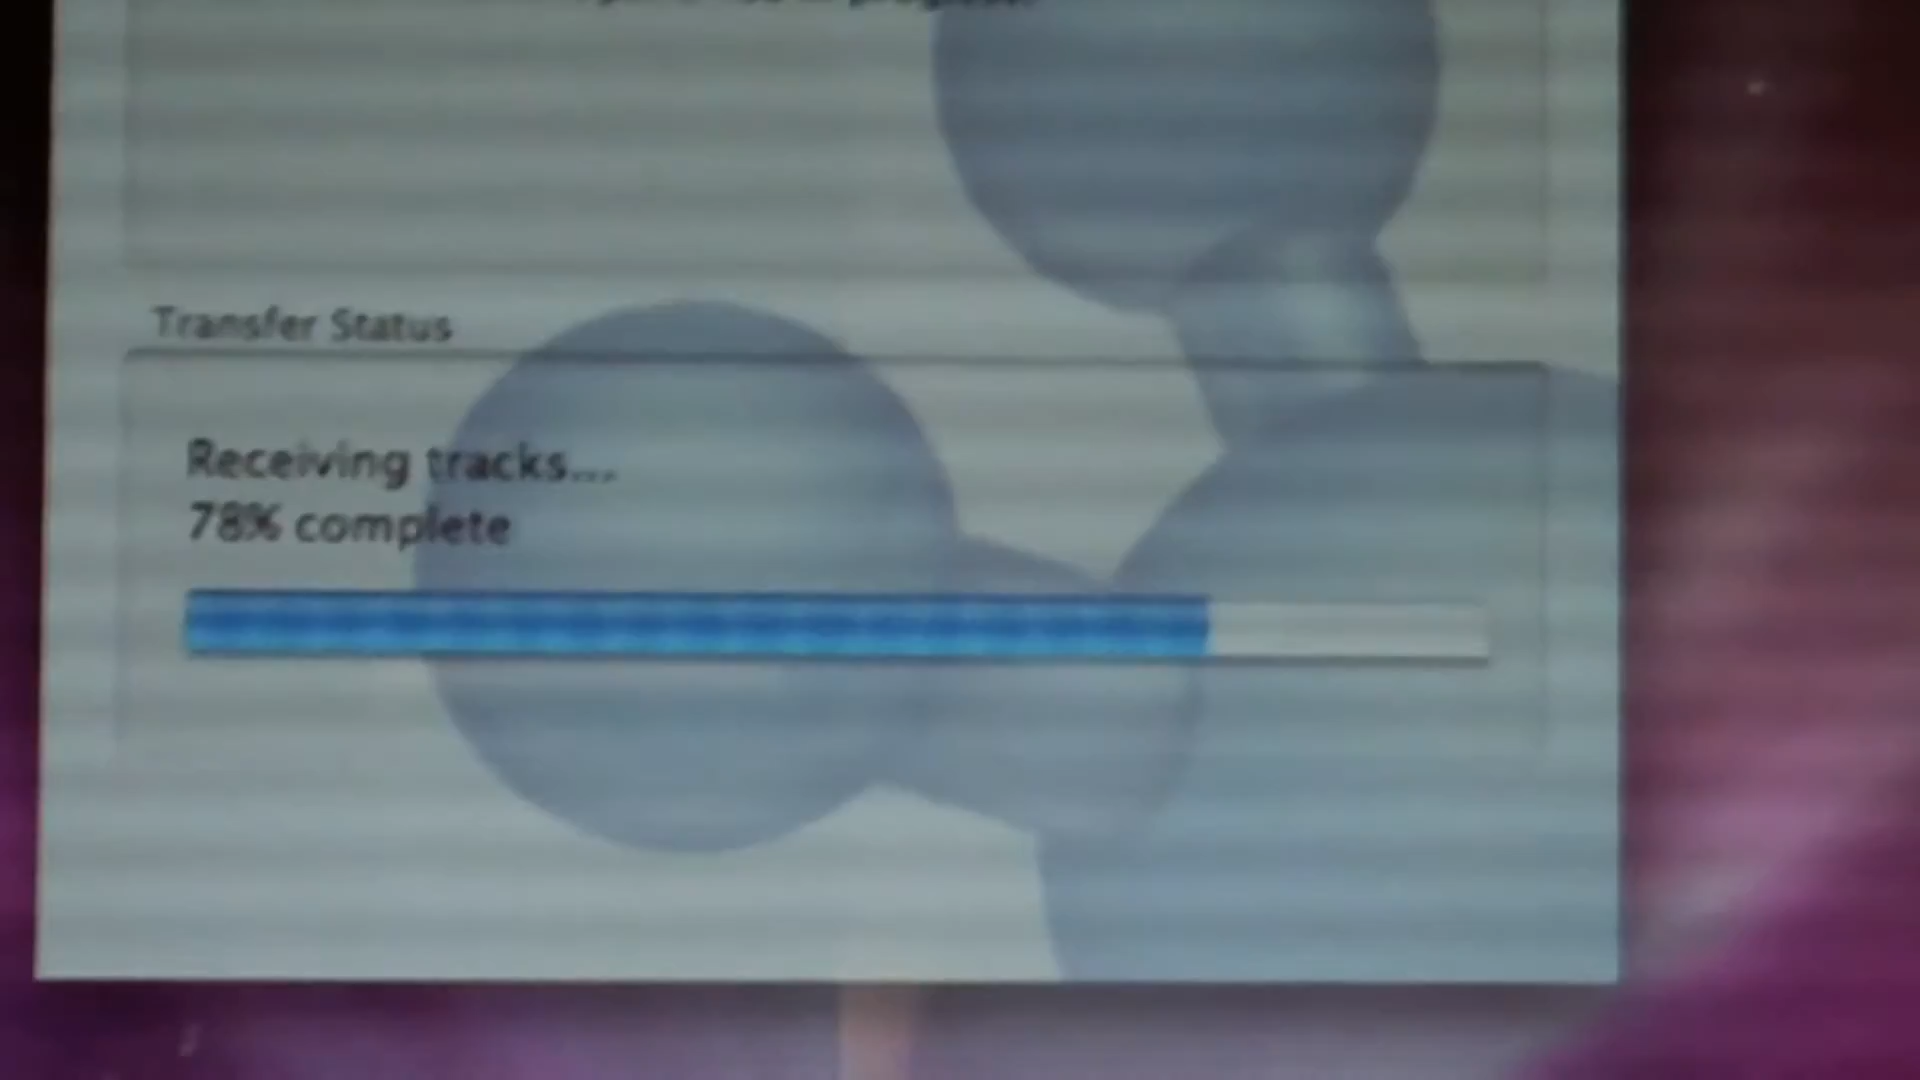 Transfer Status
Receiving tracks...
78% complete